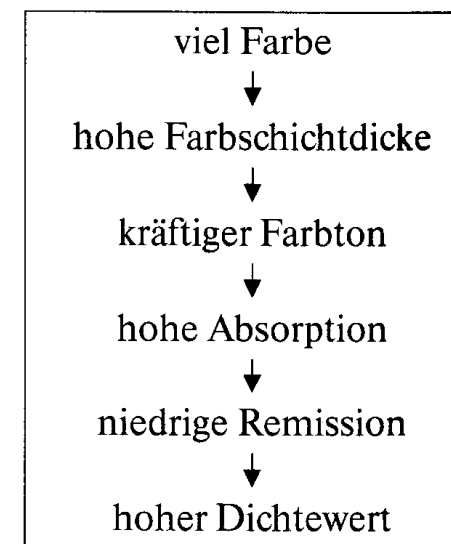 viel Farbe
hohe Farbschichtdicke
kräftiger Farbton
hohe Absorption
niedrige Remission
hoher Dichtewert